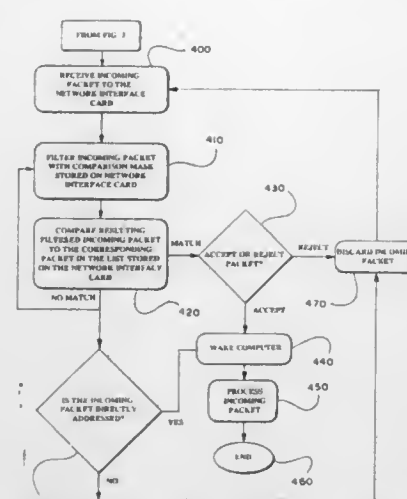 FROM FIG. 3
400
RECEIVE INCOMING
PACKET TO THE
NETWORK INTERFACE
CARD
FILTER INCOMING PACKET
WITH COMPARISON MASK
STORED ON NETWORK
INTERFACE CARD
410
COMPARE RESULTING
FILTERED INCOMING PACKET
TO THE CORRESPONDING
PACKET IN THE LIST STORED
ON THE NETWORK INTERFACE
CARD
420
MATCH
NO MATCH
430
ACCEPT OR REJECT
PACKET?
REJECT
ACCEPT
DISCARD INCOMING
PACKET
470
WAKE COMPUTER
440
PROCESS
INCOMING
PACKET
450
END
460
IS THE INCOMING
PACKET DIRECTLY
ADDRESSED?
YES
NO